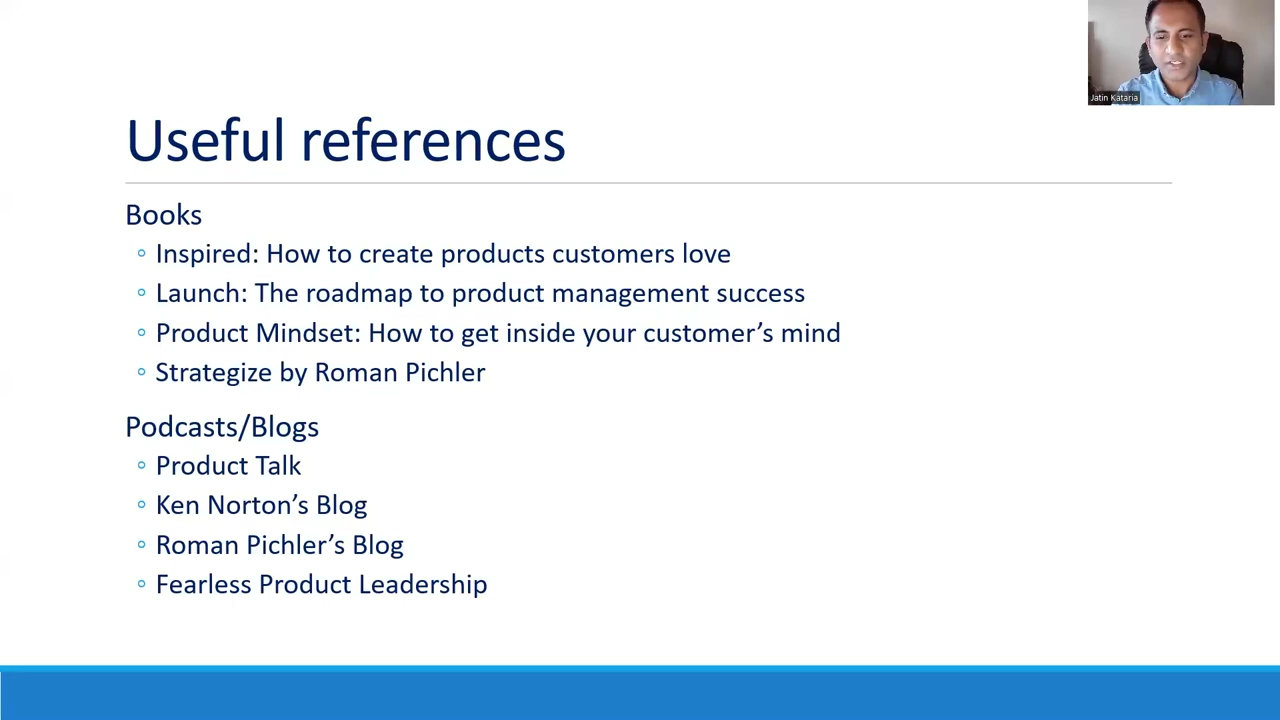 Jatin Kataria
Useful references
Books
Inspired: How to create products customers love
Launch: The roadmap to product management success
Product Mindset: How to get inside your customer’s mind
Strategize by Roman Pichler
Podcasts/Blogs
Product Talk
Ken Norton’s Blog
Roman Pichler’s Blog
Fearless Product Leadership